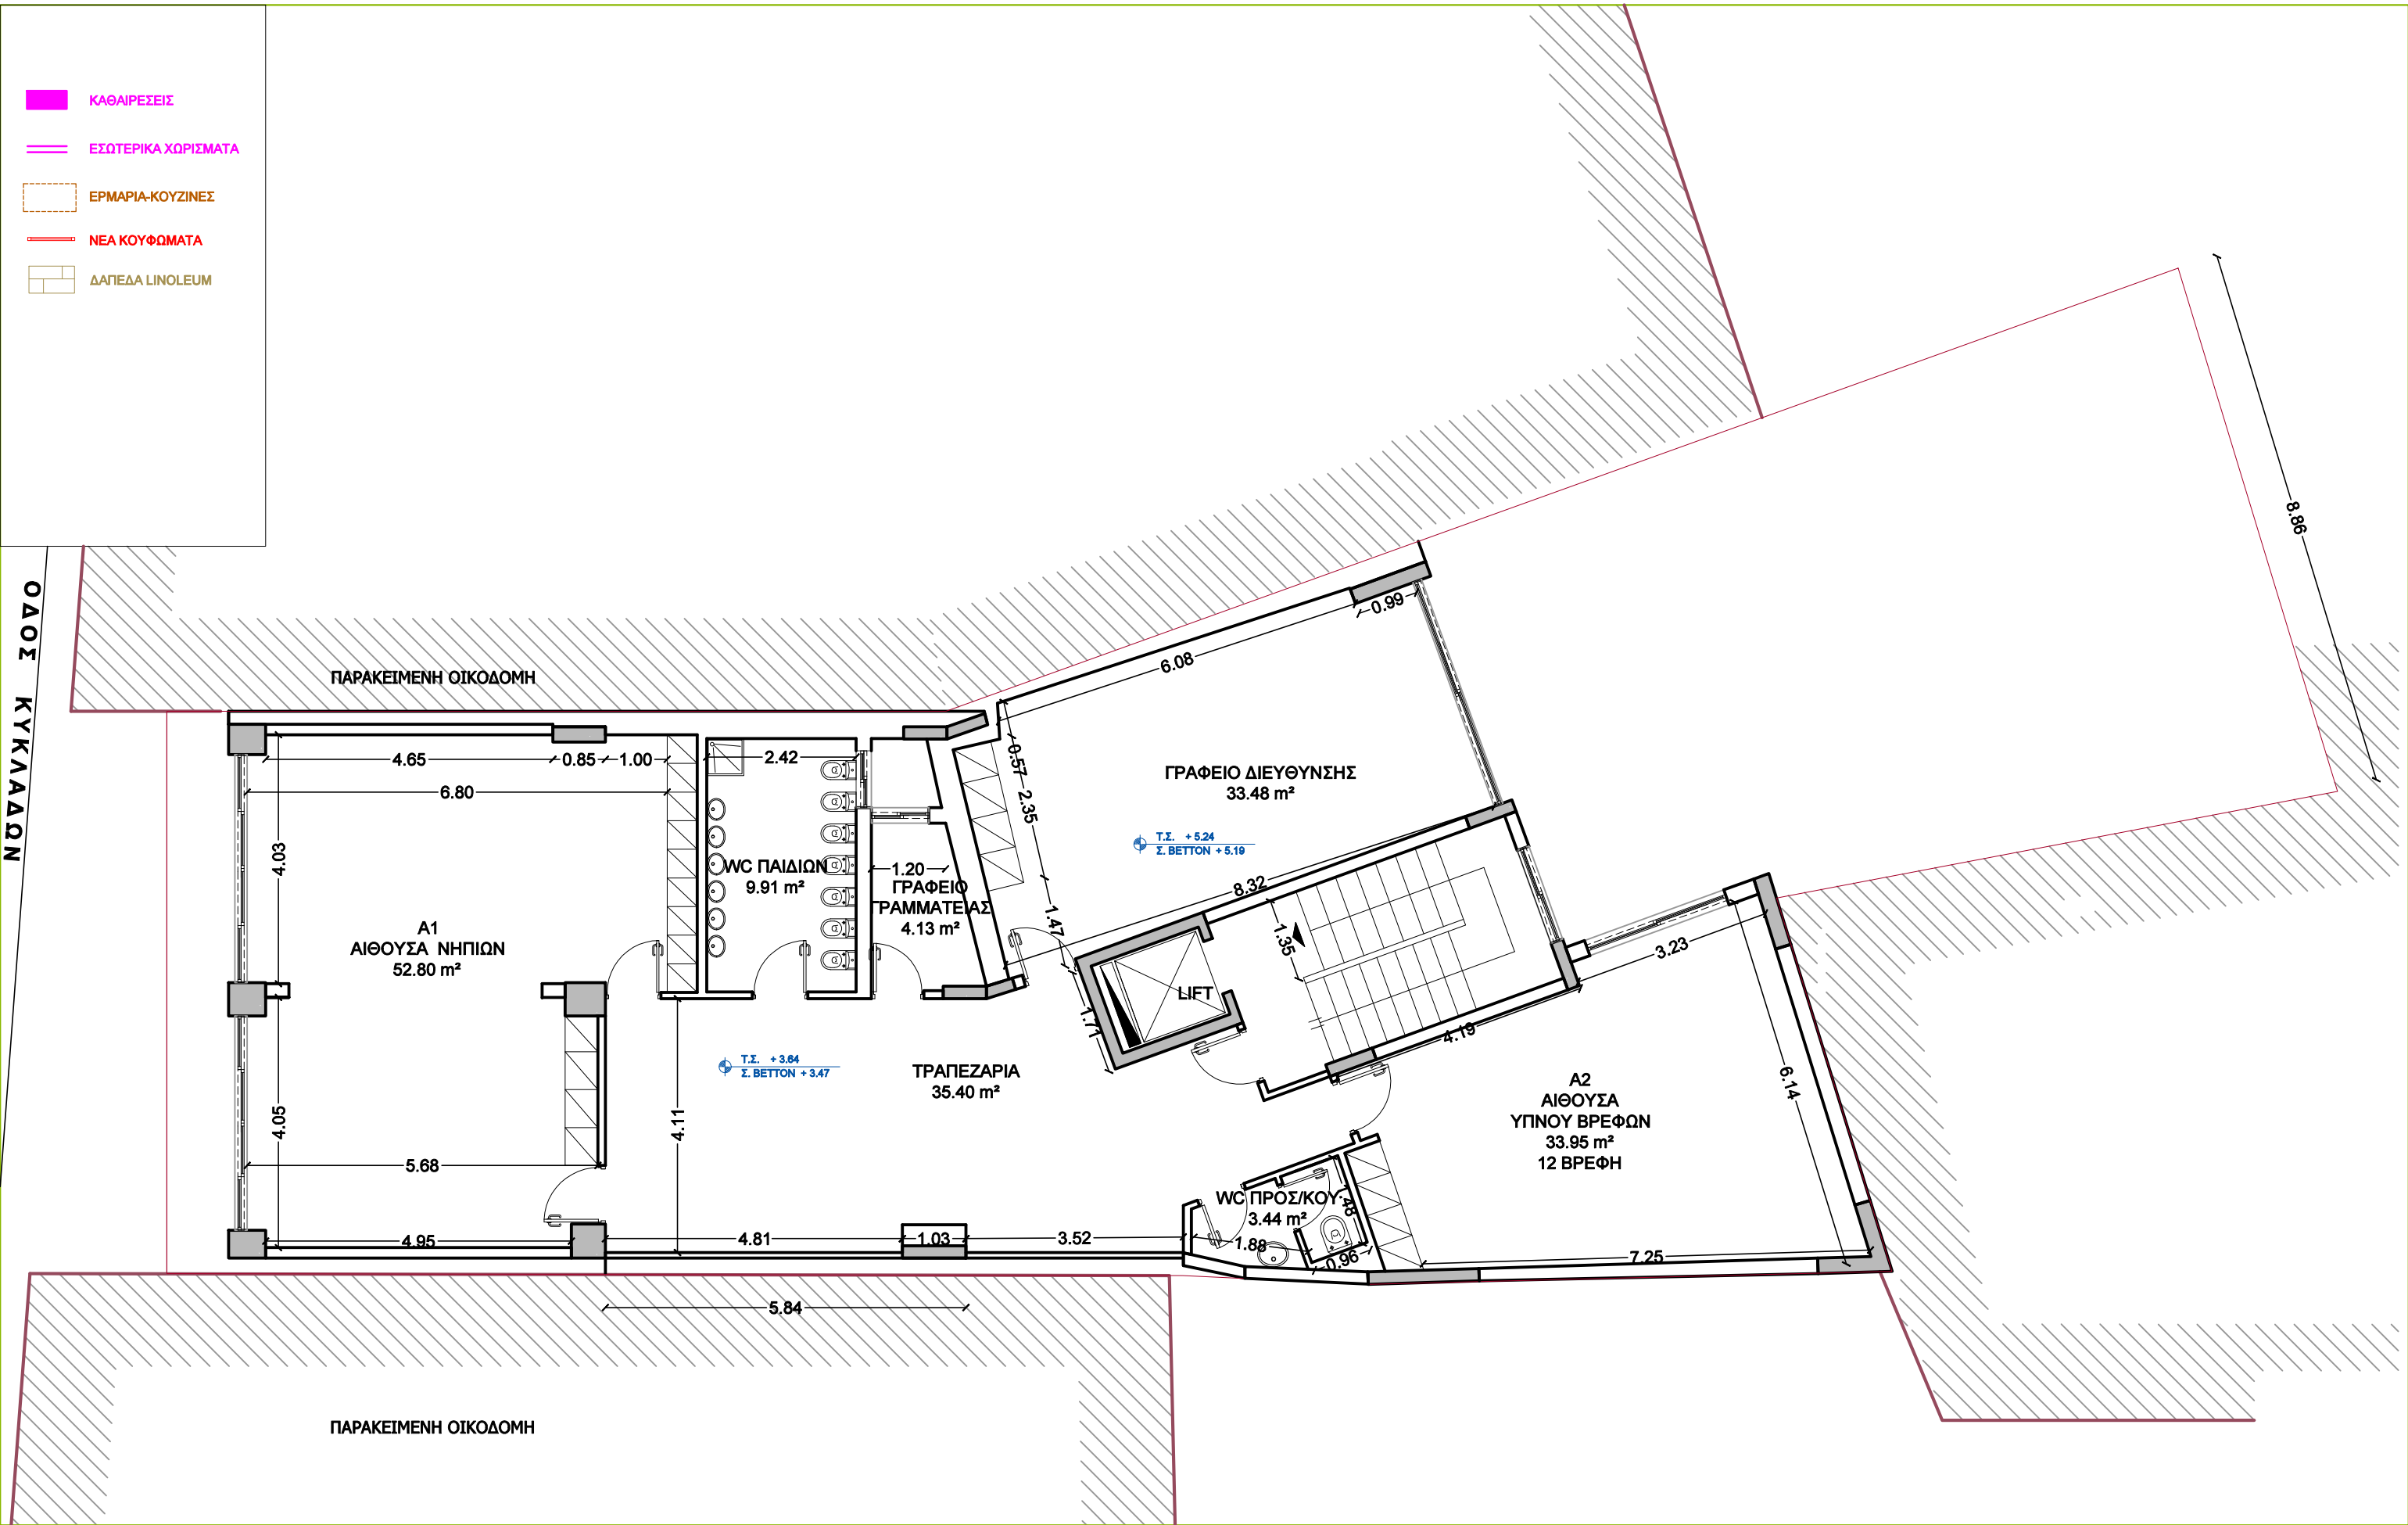 ΚΑΘΑΙΡΕΣΕΙΣ
ΕΣΩΤΕΡΙΚΑ ΧΩΡΙΣΜΑΤΑ
ΕΡΜΑΡΙΑ-ΚΟΥΖΙΝΕΣ
ΝΕΑ ΚΟΥΦΩΜΑΤΑ
ΔΑΠΕΔΑ LINOLEUM
ΟΔΟΣ ΚΥΚΛΑΔΩΝ
8.86
ΠΑΡΑΚΕΙΜΕΝΗ ΟΙΚΟΔΟΜΗ
0.99
6.08
4.65
0.85
1.00
2.42
6.80
0.57
2.35
ΓΡΑΦΕΙΟ ΔΙΕΥΘΥΝΣΗΣ
33.48 m²
Τ.Σ. + 5.24
Σ. ΒΕΤΤΟΝ + 5.19
4.03
WC ΠΑΙΔΙΩΝ
9.91 m²
1.20
ΓΡΑΦΕΙΟ
ΓΡΑΜΜΑΤΕΙΑΣ
4.13 m²
8.32
1.47
1.35
Α1
ΑΙΘΟΥΣΑ ΝΗΠΙΩΝ
52.80 m²
3.23
LIFT
1.71
4.19
Τ.Σ. + 3.64
Σ. ΒΕΤΤΟΝ + 3.47
ΤΡΑΠΕΖΑΡΙΑ
35.40 m²
4.05
4.11
Α2
ΑΙΘΟΥΣΑ
ΥΠΝΟΥ ΒΡΕΦΩΝ
33.95 m²
12 ΒΡΕΦΗ
6.14
5.68
WC ΠΡΟΣ/ΚΟΥ
3.44 m²
.48
4.95
4.81
1.03
3.52
1.88
0.96
7.25
5.84
ΠΑΡΑΚΕΙΜΕΝΗ ΟΙΚΟΔΟΜΗ